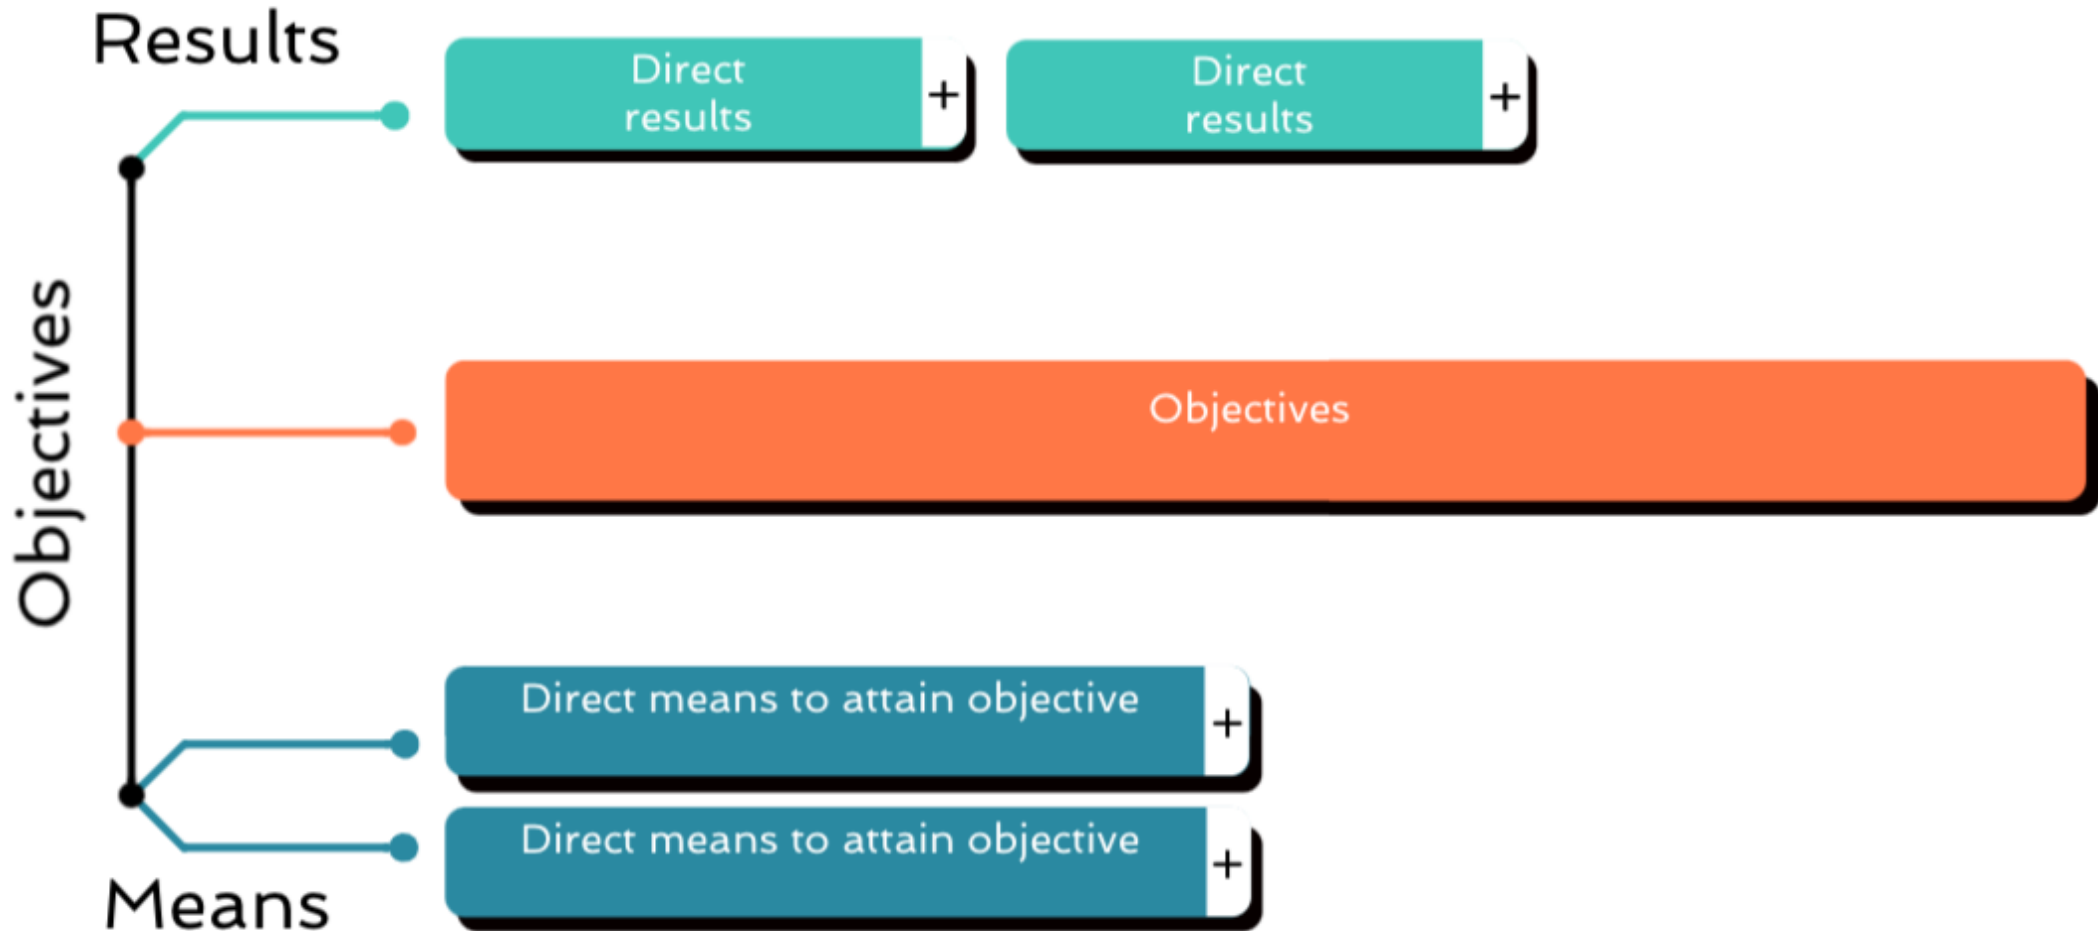 Results
Direct
results
+
Direct
results
+
Objectives
Objectives
Direct means to attain objective
+
Direct means to attain objective
+
Means